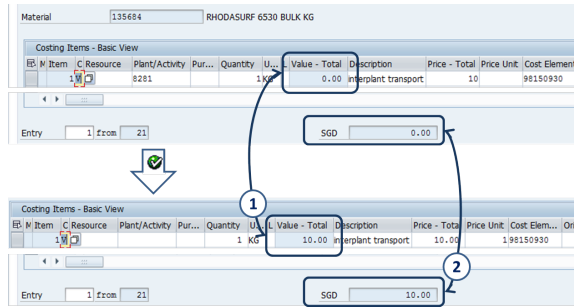 Material 135684 RHODASURF 6530 BULK KG
Costing Items - Basic View
M Item C Resource Plant/Activity Pur... Quantity U... L Value - Total Description Price - Total Price Unit Cost Element
1 V 8281 1 KG 0.00 interplant transport 10 98150930
Entry 1 from 21 SGD 0.00
1
Costing Items - Basic View
M Item C Resource Plant/Activity Pur... Quantity U... L Value - Total Description Price - Total Price Unit Cost Elem... Ori
1 V 1 KG 10.00 interplant transport 10.00 1 98150930
2
Entry 1 from 21 SGD 10.00